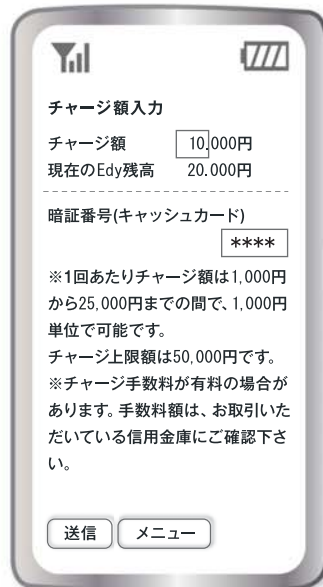 チャージ額入力
チャージ額 10.000円
現在のEdy残高 20.000円
暗証番号(キャッシュカード)
****
※1回あたりチャージ額は1,000円
から25,000円までの間で、1,000円
単位で可能です。
チャージ上限額は50,000円です。
※チャージ手数料が有料の場合が
あります。手数料額は、お取引いた
だいている信用金庫にご確認下さ
い。
送信 メニュー